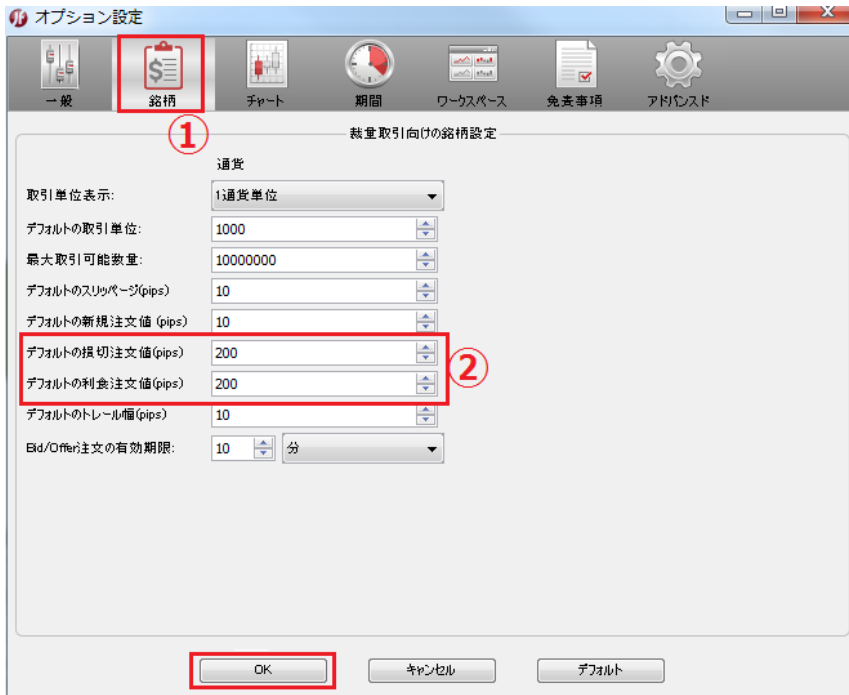 オプション設定
一般 銘柄 チャート 期間 ワークスペース 免責事項 アドバンスド
①
裁量取引向けの銘柄設定
通貨
取引単位表示: 1通貨単位
デフォルトの取引単位: 1000
最大取引可能数量: 10000000
デフォルトのスリッページ(pips) 10
デフォルトの新規注文値 (pips) 10
デフォルトの損切注文値(pips) 200
②
デフォルトの利食注文値(pips) 200
デフォルトのトレール幅(pips) 10
Bid/Offer注文の有効期限: 10 分
OK キャンセル デフォルト